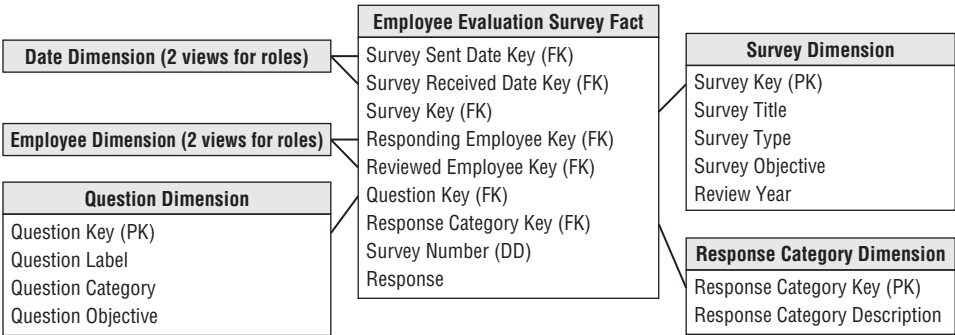 Date Dimension (2 views for roles)
Employee Dimension (2 views for roles)
Question Dimension
Question Key (PK)
Question Label
Question Category
Question Objective
Employee Evaluation Survey Fact
Survey Sent Date Key (FK)
Survey Received Date Key (FK)
Survey Key (FK)
Responding Employee Key (FK)
Reviewed Employee Key (FK)
Question Key (FK)
Response Category Key (FK)
Survey Number (DD)
Response
Survey Dimension
Survey Key (PK)
Survey Title
Survey Type
Survey Objective
Review Year
Response Category Dimension
Response Category Key (PK)
Response Category Description